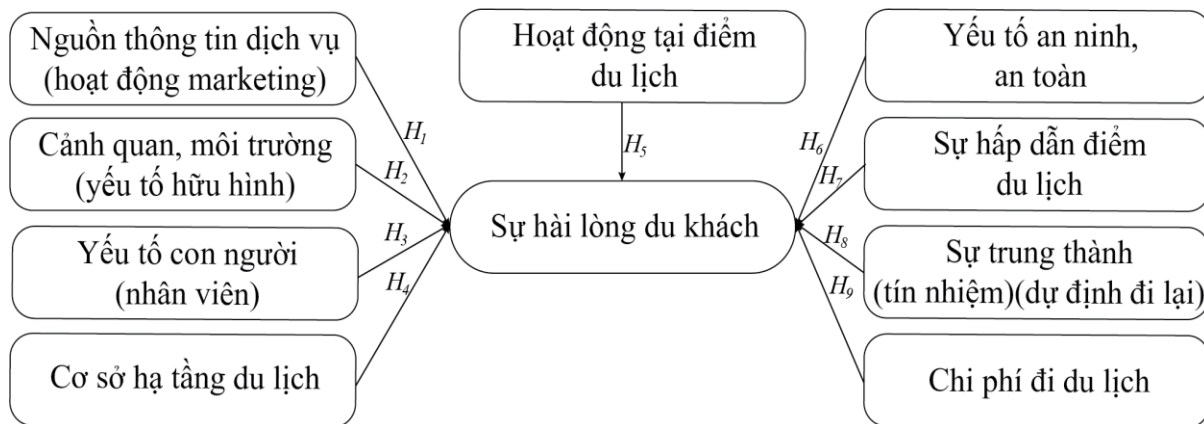 Nguồn thông tin dịch vụ
(hoạt động marketing)
Cảnh quan, môi trường
(yếu tố hữu hình)
Yếu tố con người
(nhân viên)
Cơ sở hạ tầng du lịch
H1
H2
H3
H4
Hoạt động tại điểm
du lịch
H5
Sự hài lòng du khách
H6
H7
H8
H9
Yếu tố an ninh,
an toàn
Sự hấp dẫn điểm
du lịch
Sự trung thành
(tín nhiệm)(dự định đi lại)
Chi phí đi du lịch